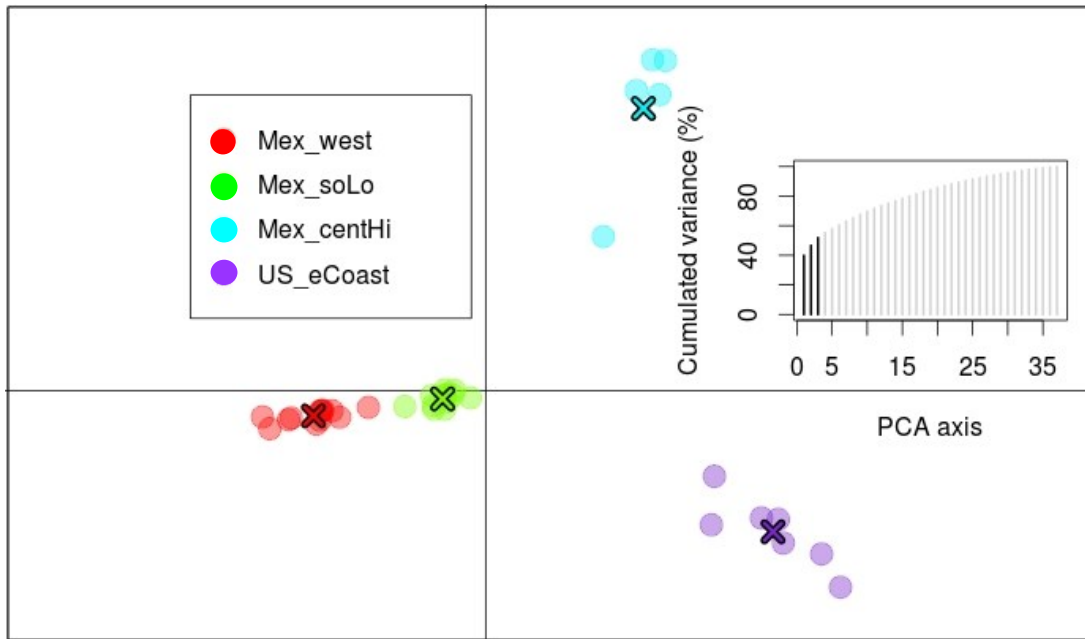 Mex_west
Mex_soLo
Mex_centHi
US_eCoast
Cumulated variance (%)
80
40
0
0 5 15 25 35
PCA axis